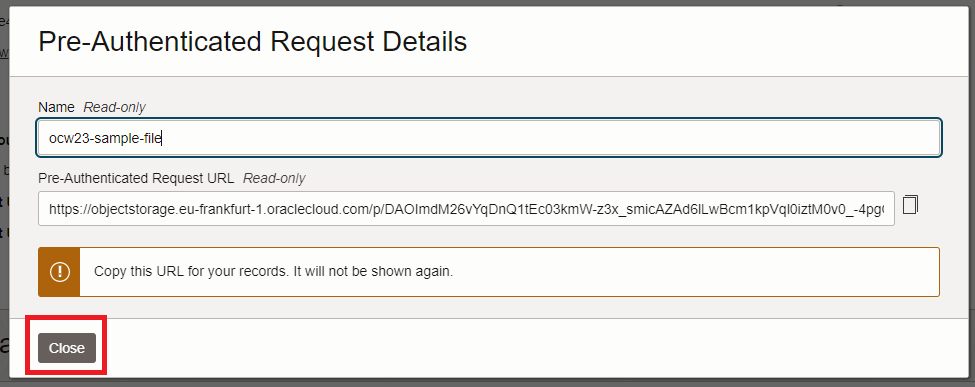 Pre-Authenticated Request Details
Name Read-only
ocw23-sample-file
Pre-Authenticated Request URL Read-only
https://objectstorage.eu-frankfurt-1.oraclecloud.com/p/DAOImdM26vYqDnQ1tEc03kmW-z3x_smicAZAd6lLwBcm1kpVqI0iztM0v0_-4pg
Copy this URL for your records. It will not be shown again.
Close